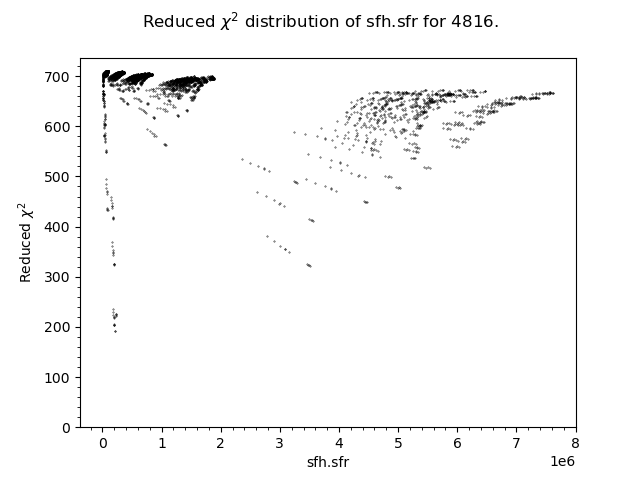 Reduced χ² distribution of sfh.sfr for 4816.
700
600
500
400
300
200
100
0
Reduced χ²
0 1 2 3 4 5 6 7 8
sfh.sfr
1e6